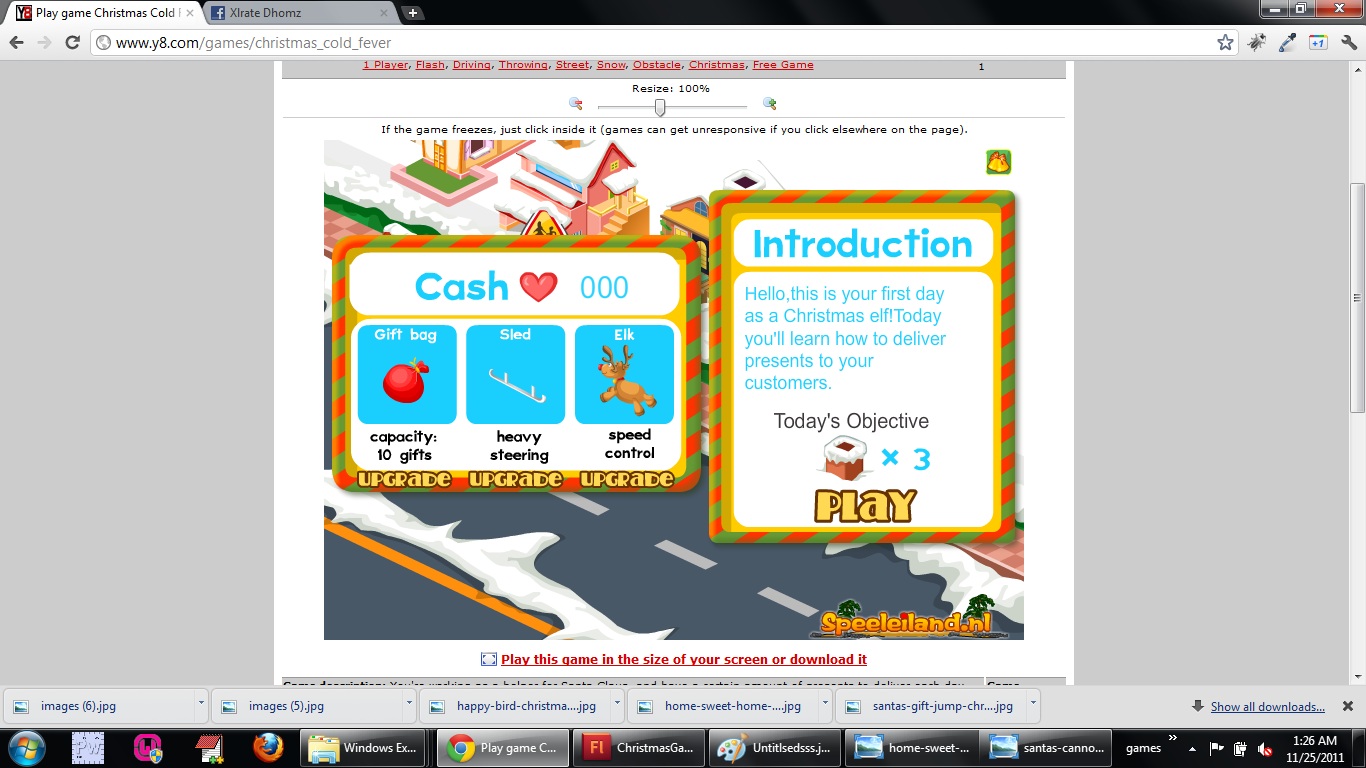 Play game Christmas Cold F
Xlrate Dhomz
www.y8.com/games/christmas_cold_fever
1 Player, Flash, Driving, Throwing, Street, Snow, Obstacle, Christmas, Free Game
1
Resize: 100%
If the game freezes, just click inside it (games can get unresponsive if you click elsewhere on the page).
Cash 000
Gift bag
Sled
Elk
capacity:
10 gifts
heavy
steering
speed
control
UPGRADE UPGRADE UPGRADE
Introduction
Hello,this is your first day
as a Christmas elf!Today
you'll learn how to deliver
presents to your
customers.
Today's Objective
× 3
PLAY
Speeleiland.nl
Play this game in the size of your screen or download it
images (6).jpg
images (5).jpg
happy-bird-christma....jpg
home-sweet-home-....jpg
santas-gift-jump-chr....jpg
Show all downloads...
Windows Ex...
Play game C...
ChristmasGa...
Untitlsedsss.j...
home-sweet-...
santas-canno...
games
1:26 AM
11/25/2011